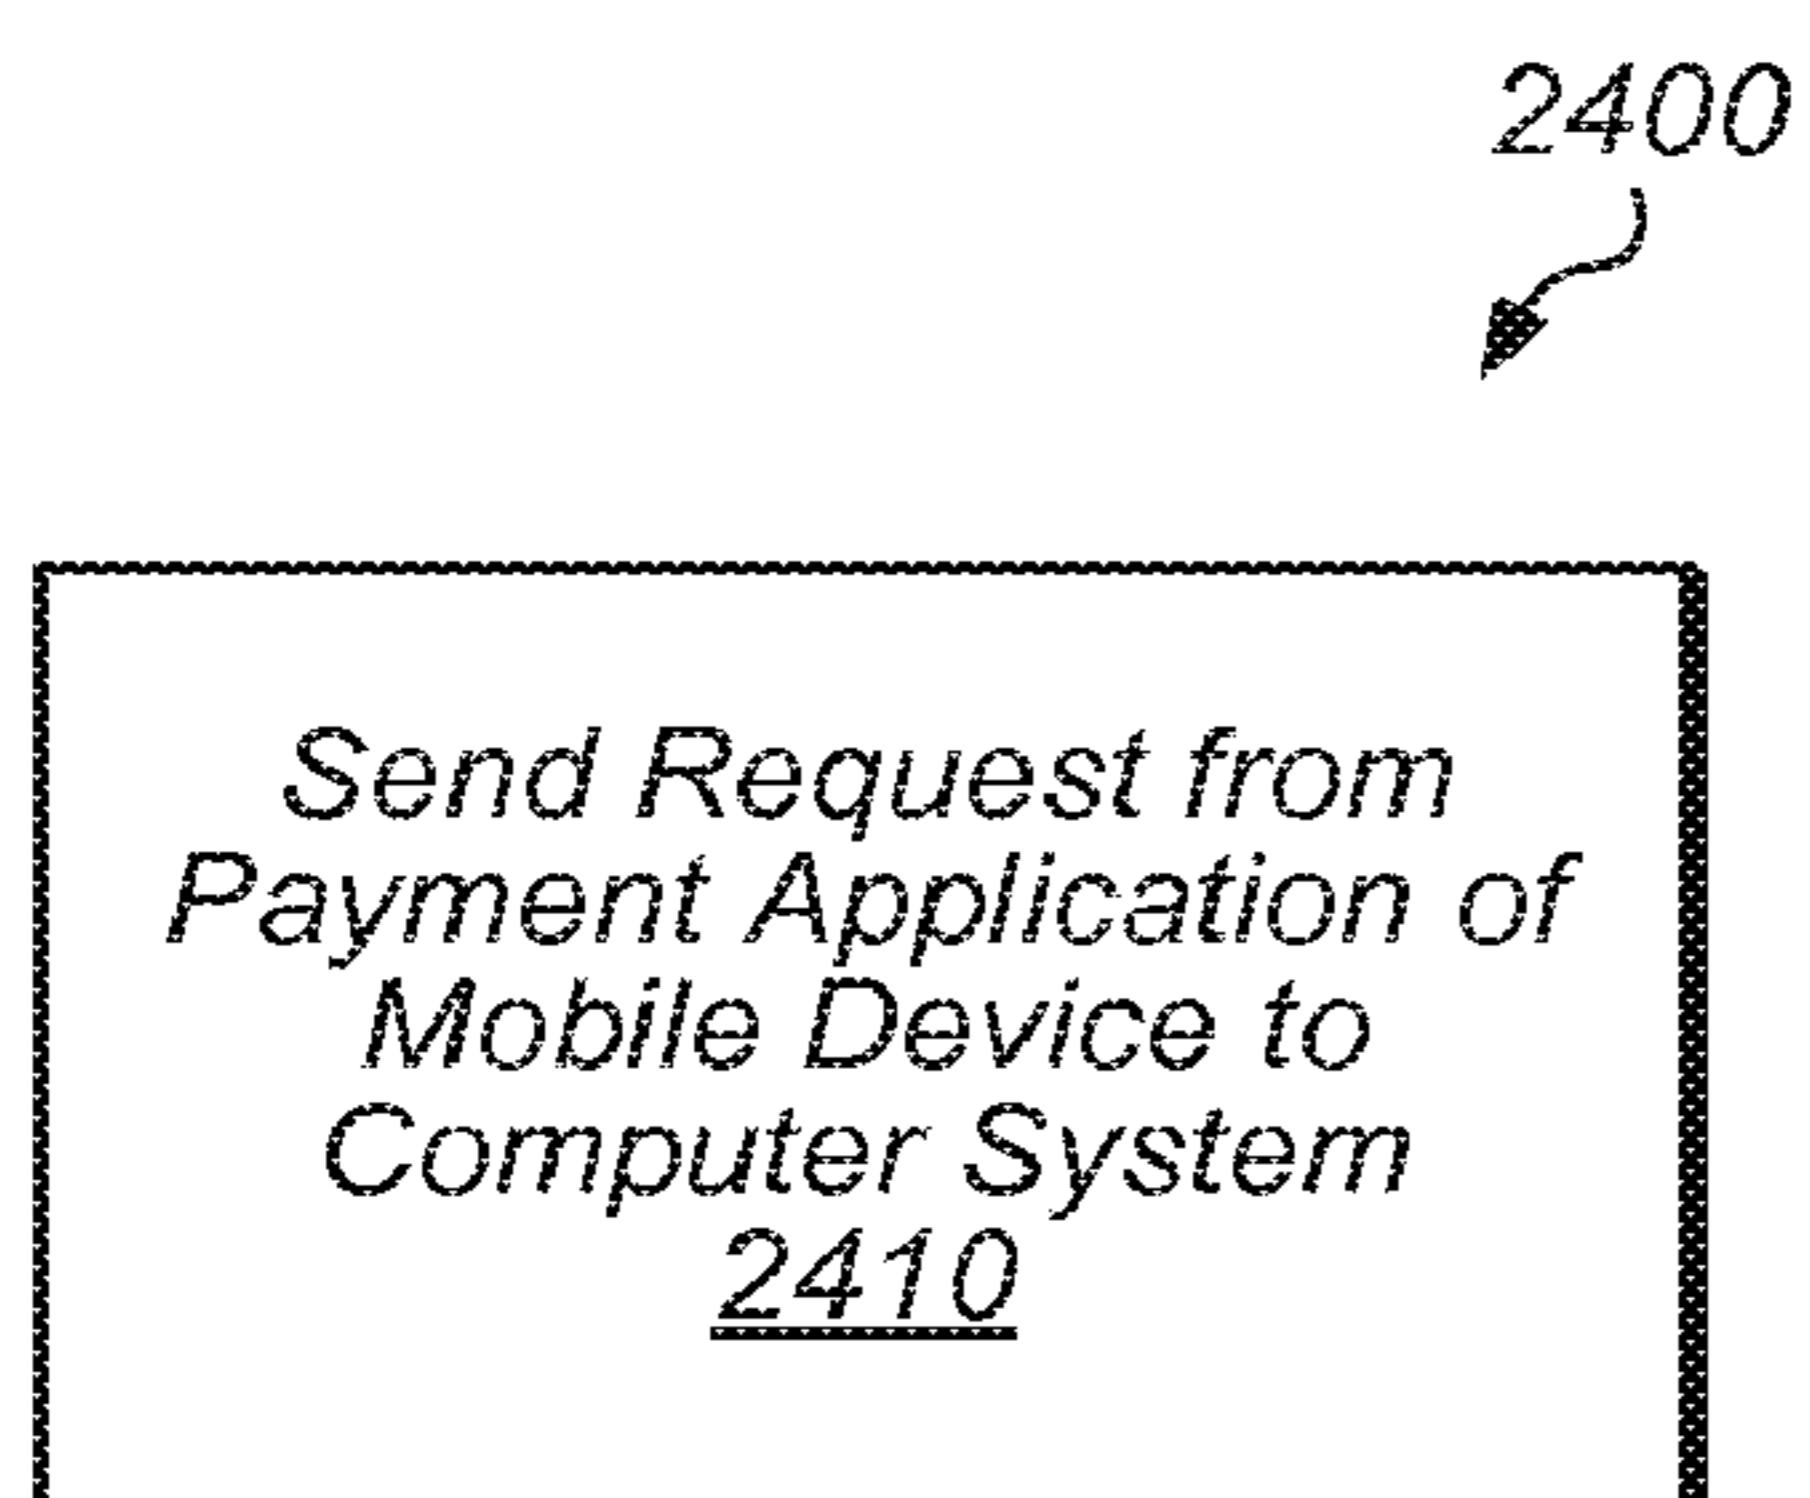 2400
Send Request from
Payment Application of
Mobile Device to
Computer System
2410